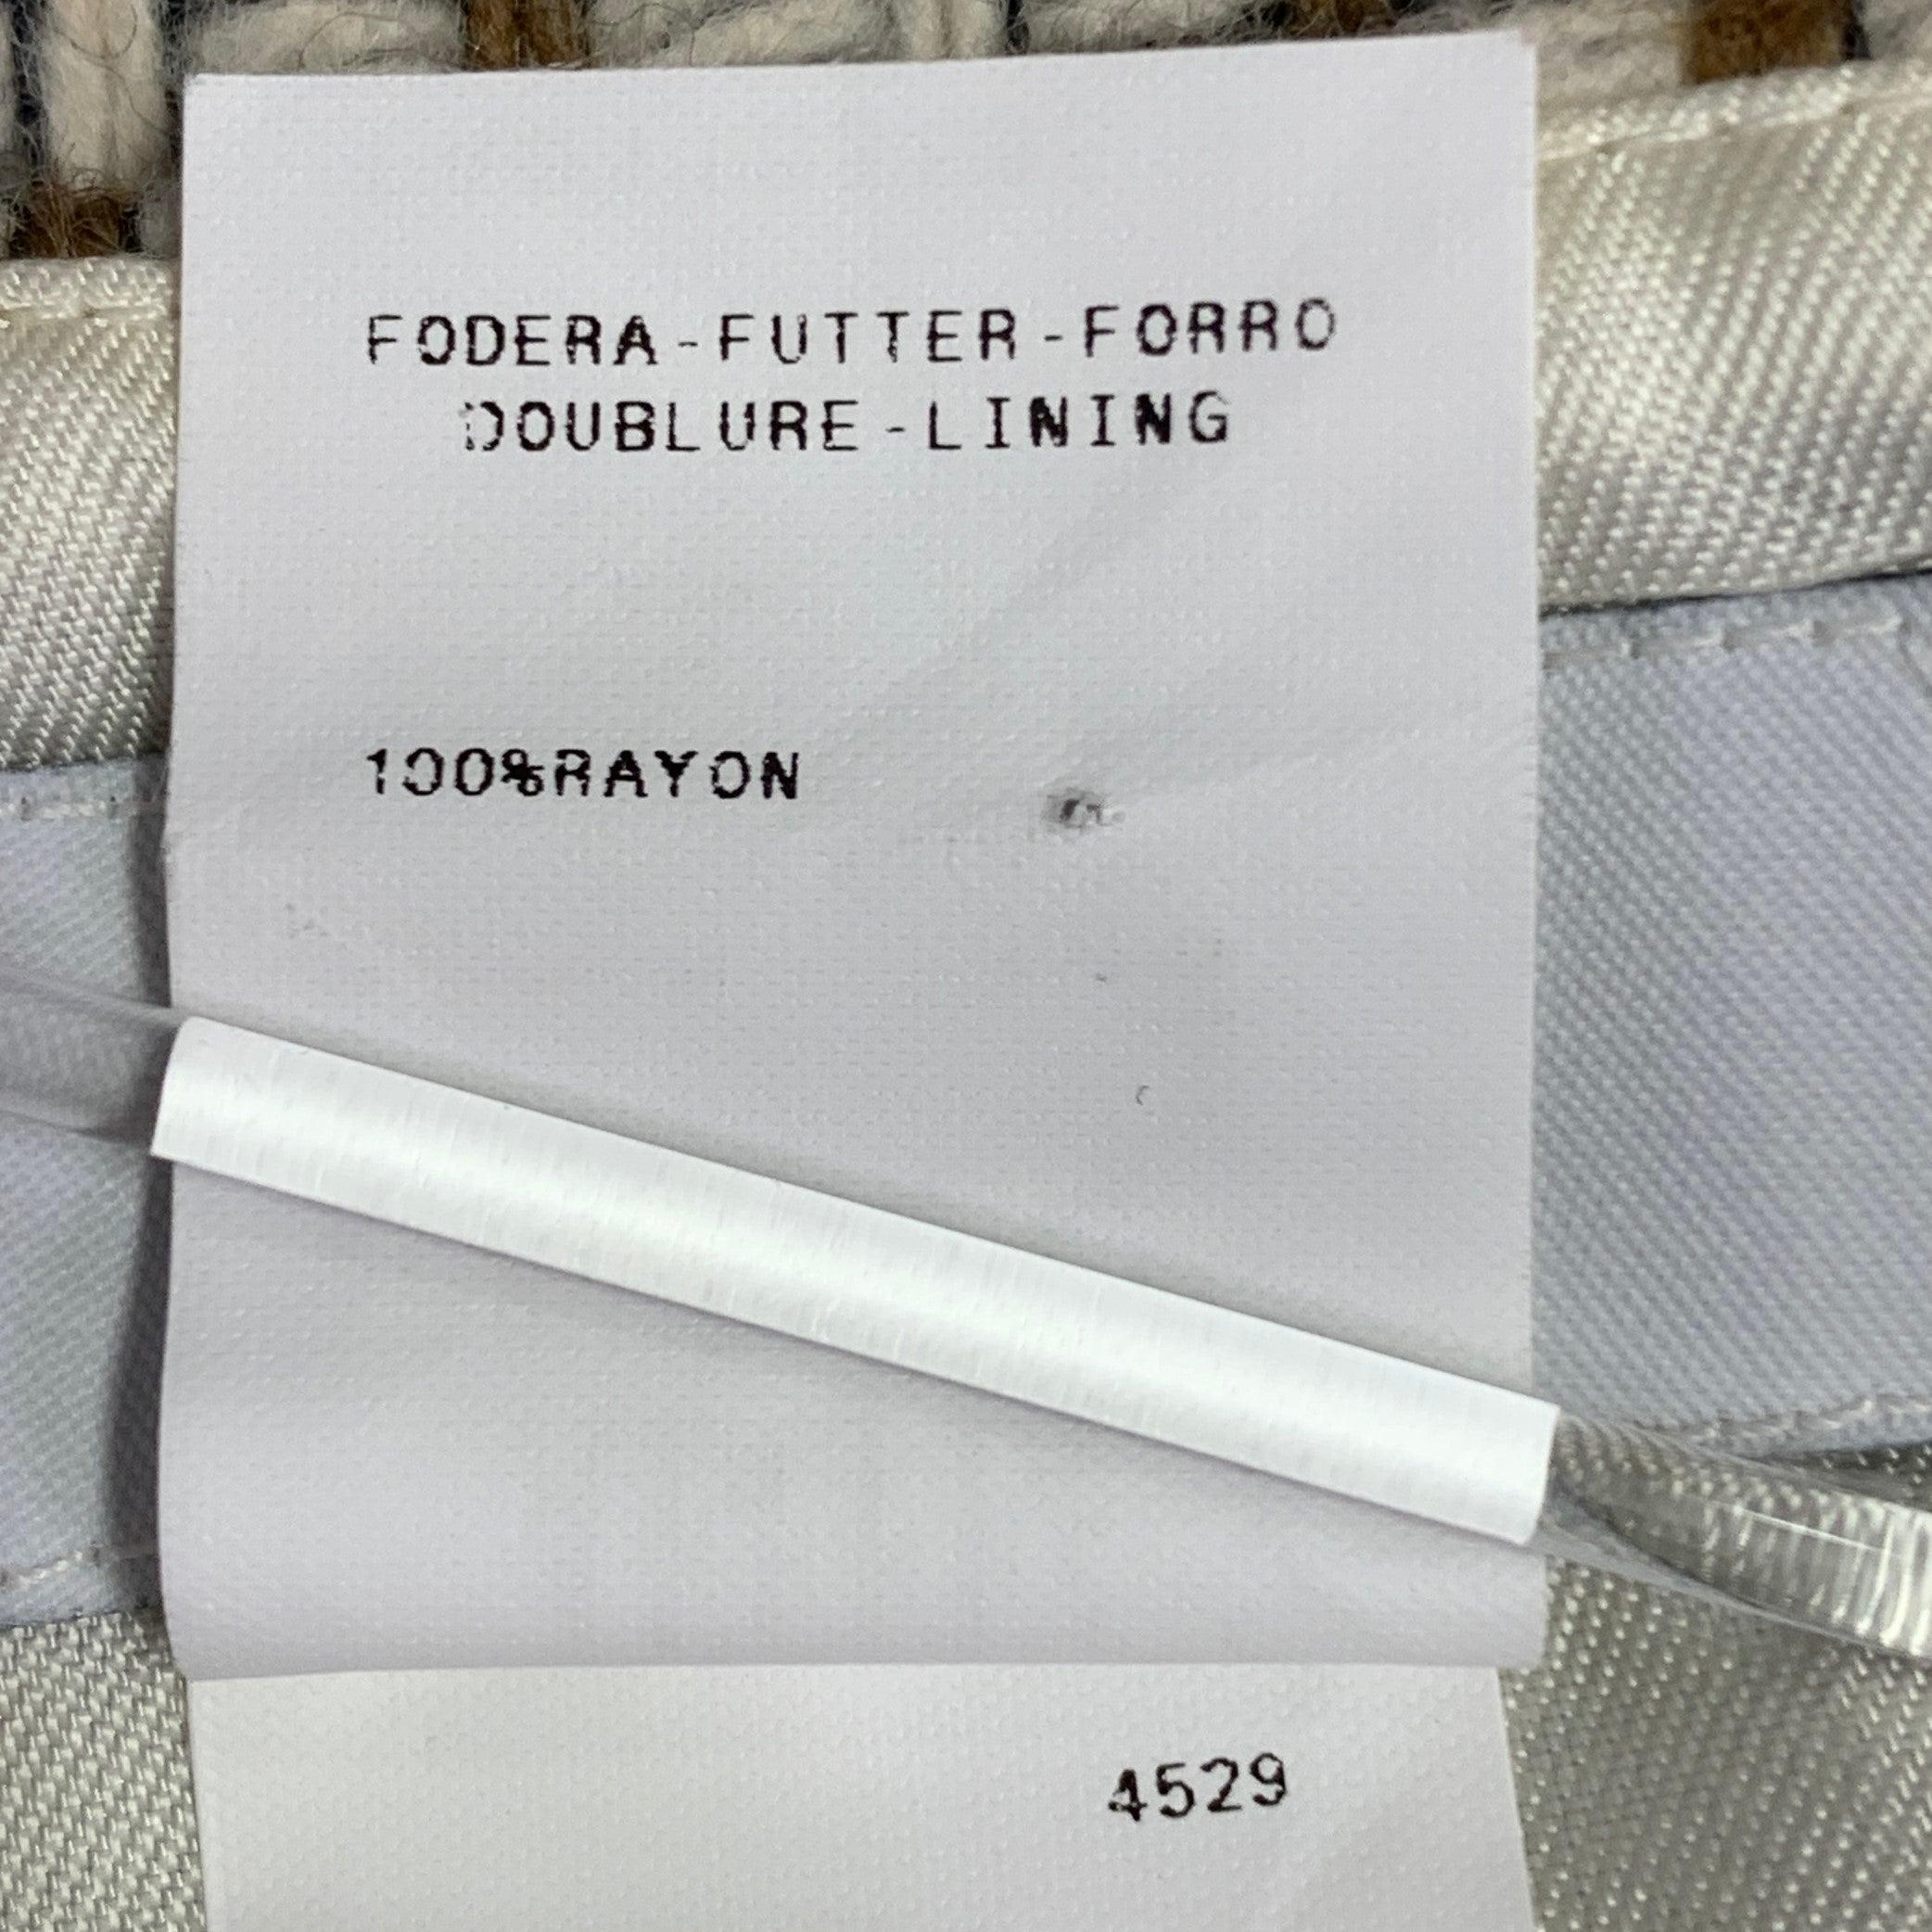 FODERA-FUTTER-FORRO
DOUBLURE-LINING
100%RAYON
4529